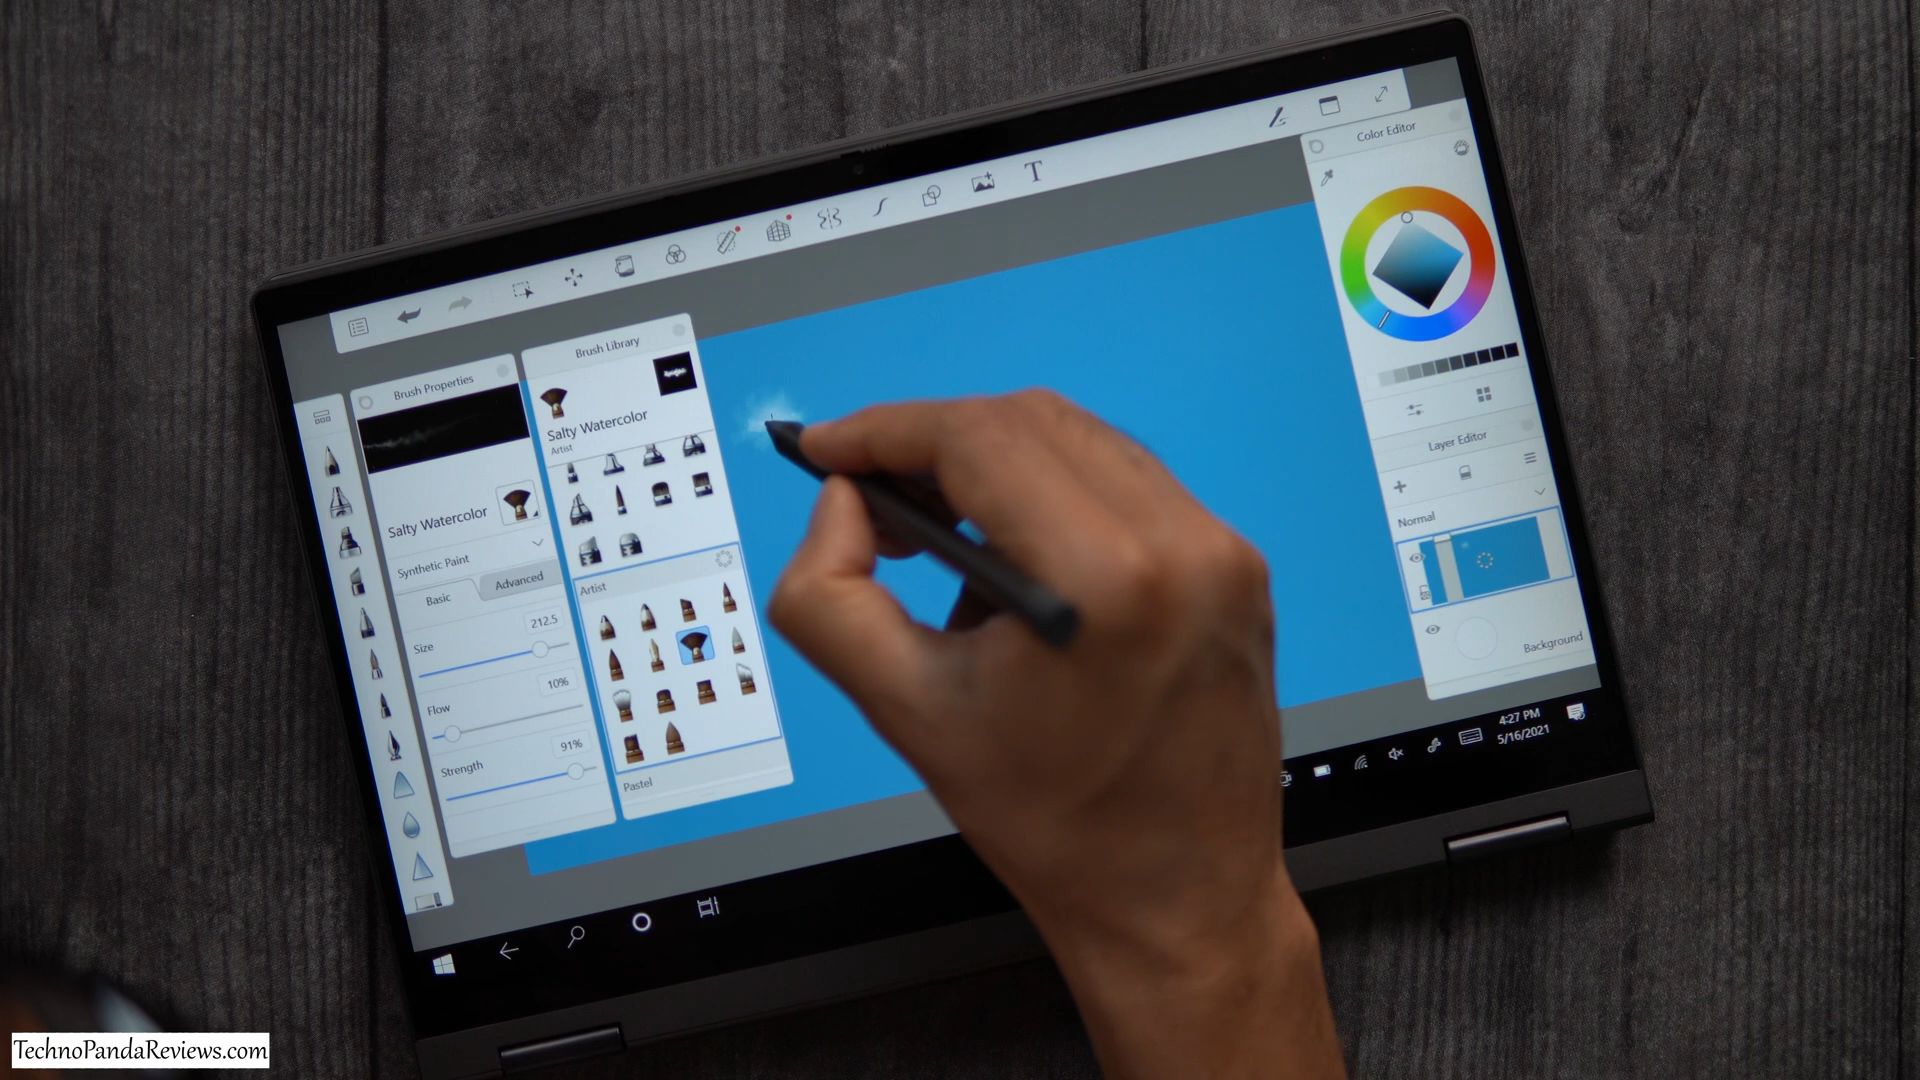 T
Color Editor
Brush Library
Brush Properties
Salty Watercolor
Artist
Salty Watercolor
Synthetic Paint
Basic
Advanced
Size
212.5
Flow
10%
Strength
91%
Artist
Pastel
Layer Editor
Normal
Background
4:27 PM
5/16/2021
TechnoPandaReviews.com